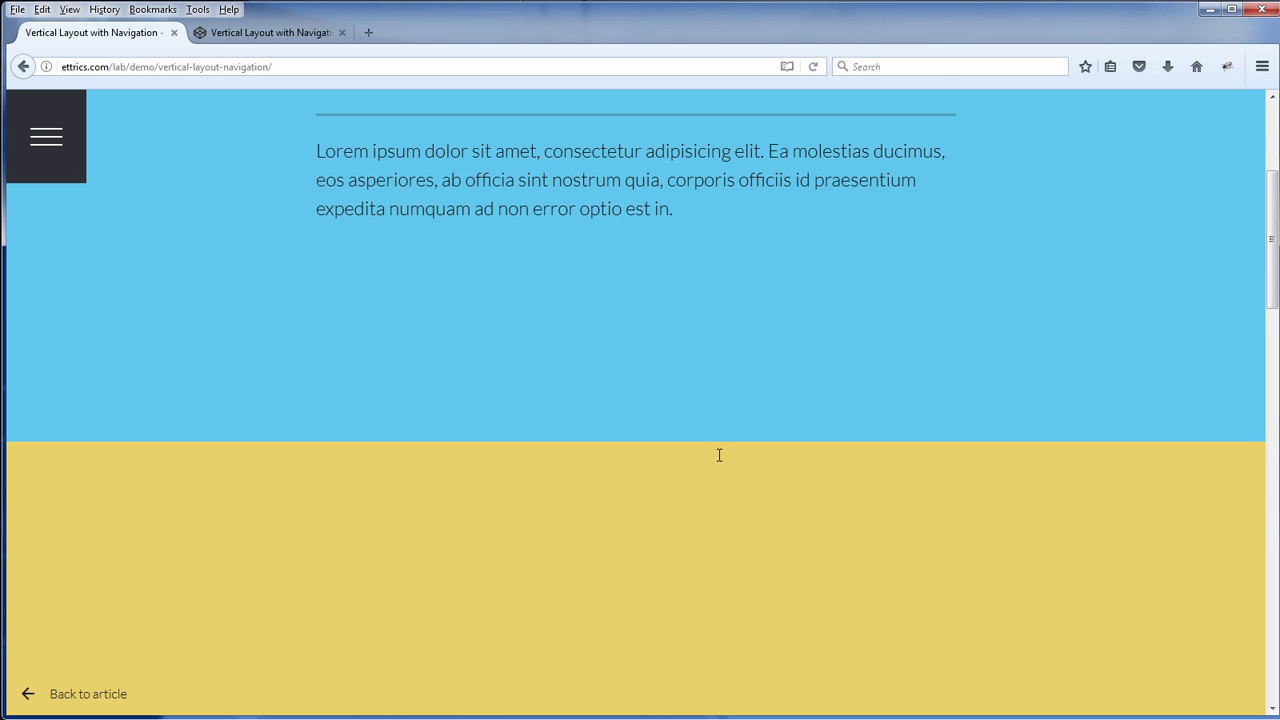 File Edit View History Bookmarks Tools Help
Vertical Layout with Navigation - Vertical Layout with Navigati
ettrics.com/lab/demo/vertical-layout-navigation/ Search
Lorem ipsum dolor sit amet, consectetur adipisicing elit. Ea molestias ducimus,
eos asperiores, ab officia sint nostrum quia, corporis officiis id praesentium
expedita numquam ad non error optio est in.
Back to article